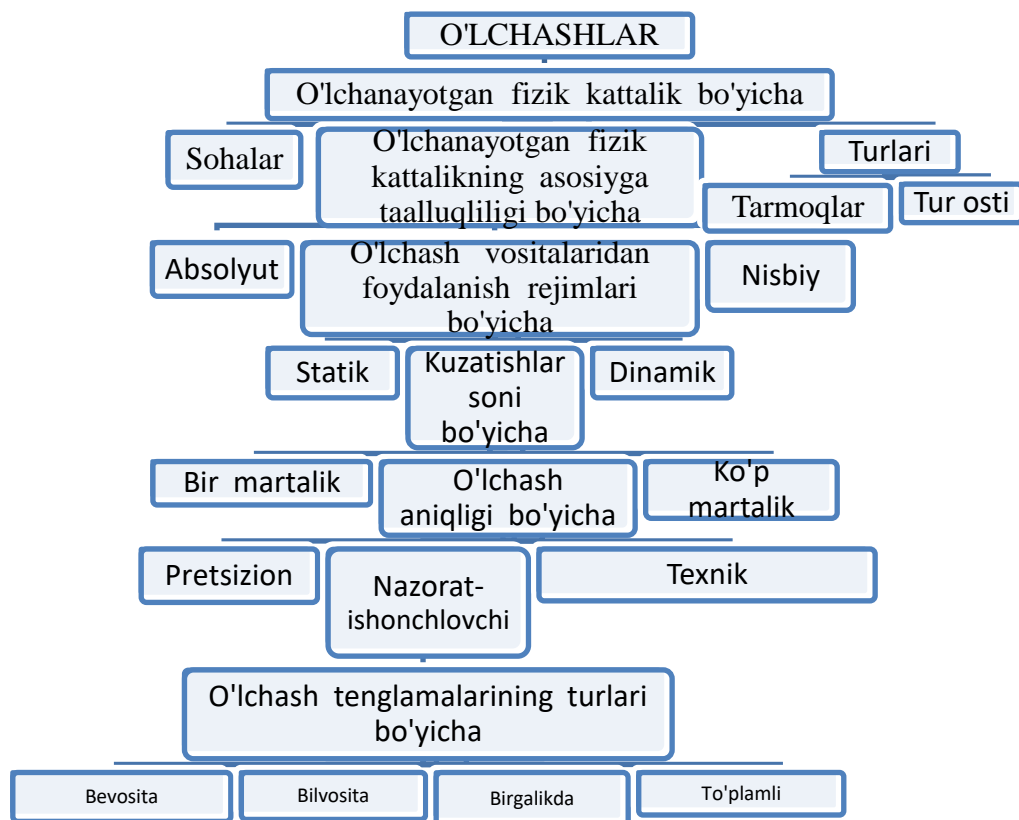 O'LCHASHLAR
O'lchanayotgan fizik kattalik bo'yicha
Sohalar
O'lchanayotgan fizik
kattalikning asosiyga
taalluqliligi bo'yicha
Turlari
Tarmoqlar
Tur osti
Absolyut
O'lchash vositalaridan
foydalanish rejimlari
bo'yicha
Nisbiy
Statik
Kuzatishlar
soni
bo'yicha
Dinamik
Bir martalik
O'lchash
aniqligi bo'yicha
Ko'p
martalik
Pretsizion
Nazorat-
ishonchlovchi
Texnik
O'lchash tenglamalarining turlari
bo'yicha
Bevosita
Bilvosita
Birgalikda
To'plamli